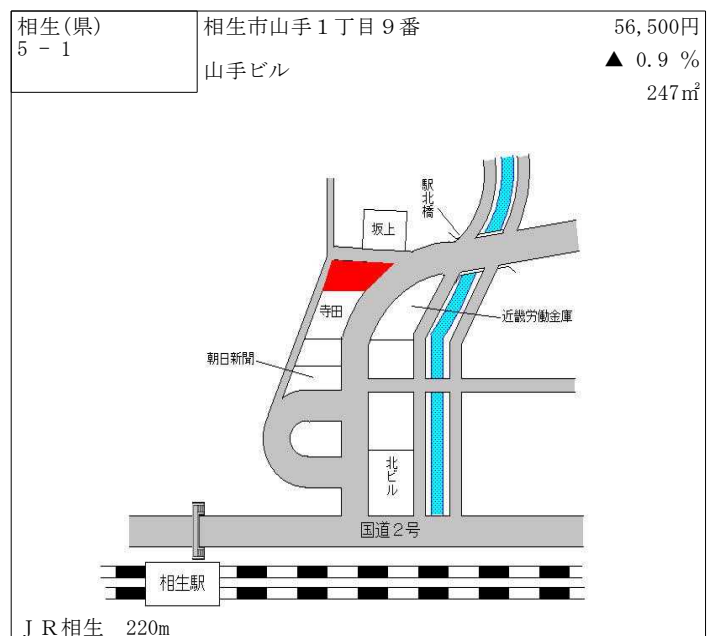 相生(県)
5 - 1
相生市山手１丁目９番
山手ビル
56,500円
▲ 0.9 %
247㎡
駅北橋
坂上
寺田
近畿労働金庫
朝日新聞
北ビル
国道２号
相生駅
ＪＲ相生 220m